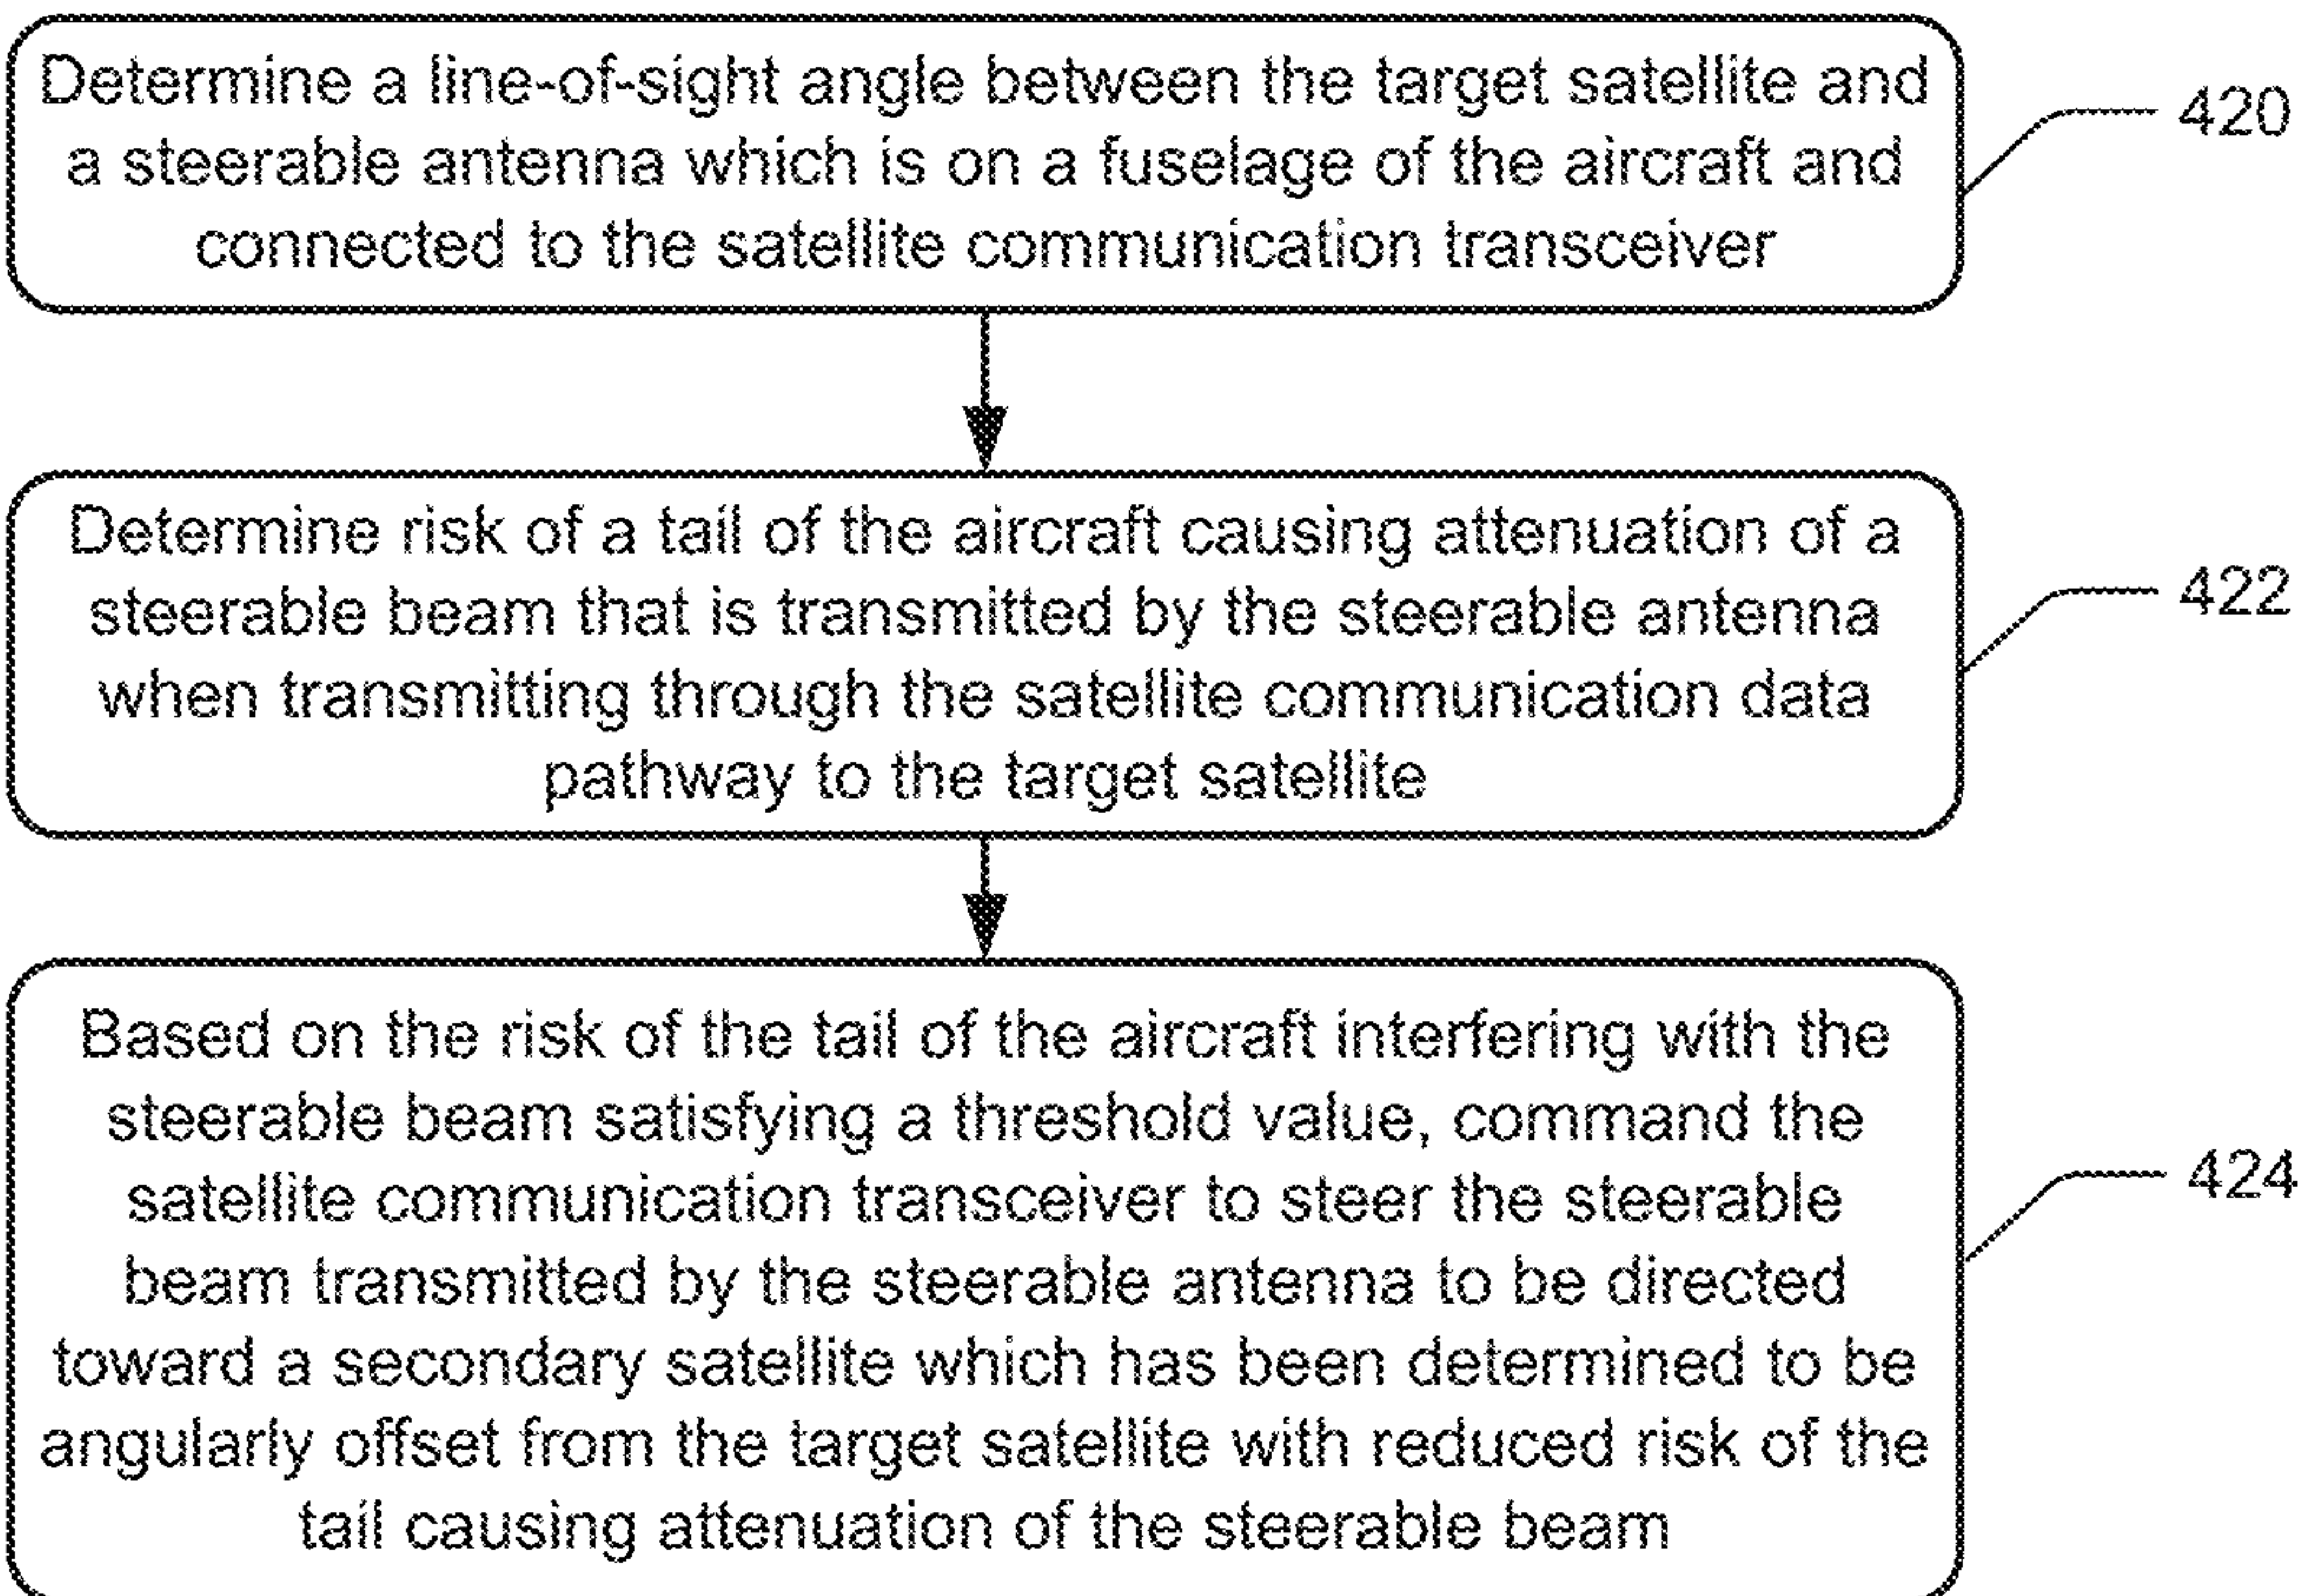 Determine a line-of-sight angle between the target satellite and
a steerable antenna which is on a fuselage of the aircraft and
connected to the satellite communication transceiver
420
Determine risk of a tail of the aircraft causing attenuation of a
steerable beam that is transmitted by the steerable antenna
when transmitting through the satellite communication data
pathway to the target satellite
422
Based on the risk of the tail of the aircraft interfering with the
steerable beam satisfying a threshold value, command the
satellite communication transceiver to steer the steerable
beam transmitted by the steerable antenna to be directed
toward a secondary satellite which has been determined to be
angularly offset from the target satellite with reduced risk of the
tail causing attenuation of the steerable beam
424